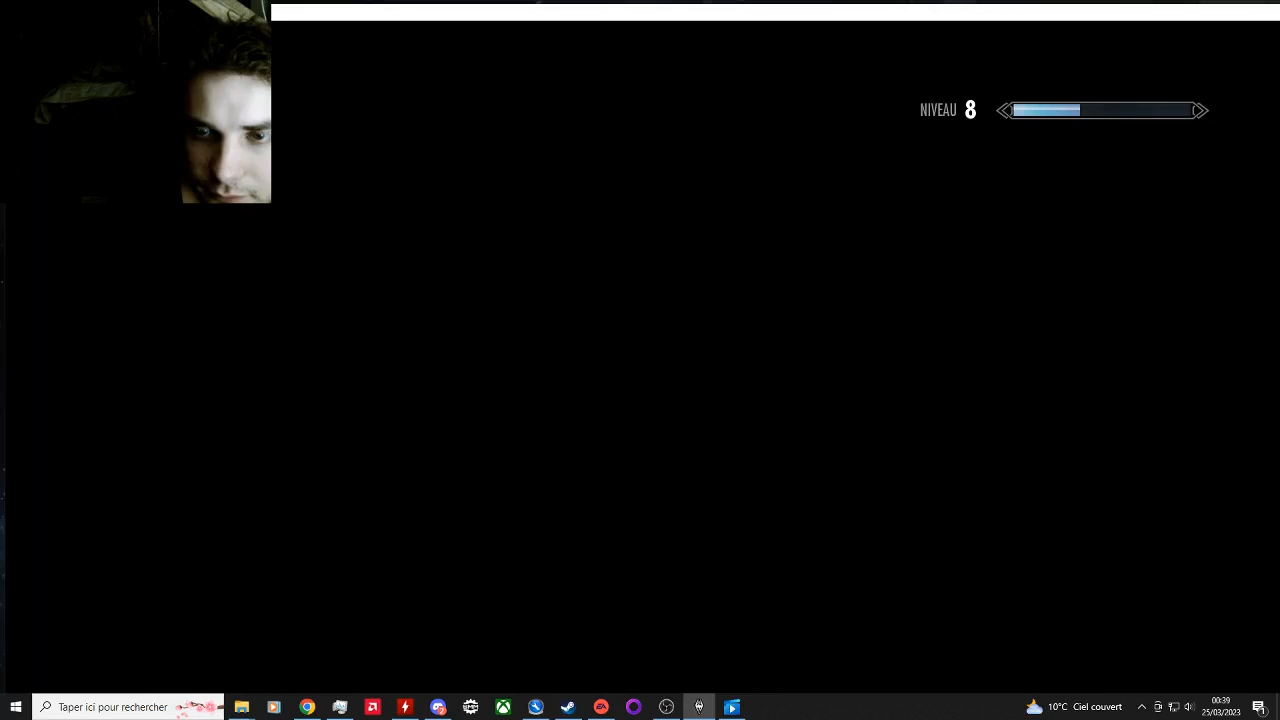 NIVEAU 8
Taper ici pour rechercher
10°C Ciel couvert
00:39
25/03/2023